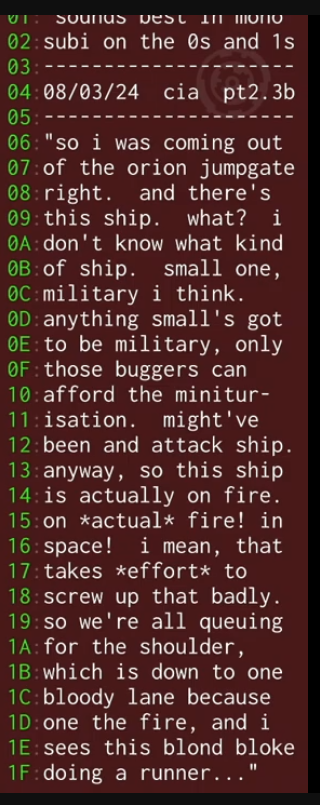 01: sounds best in mono
02:subi on the 0s and 1s
03:---------------------
04:08/03/24  cia  pt2.3b
05:---------------------
06:"so i was coming out
07:of the orion jumpgate
08:right.  and there's
09:this ship.  what?  i
0A:don't know what kind
0B:of ship.  small one,
0C:military i think.
0D:anything small's got
0E:to be military, only
0F:those buggers can
10:afford the minitur-
11:isation.  might've
12:been and attack ship.
13:anyway, so this ship
14:is actually on fire.
15:on *actual* fire! in
16:space!  i mean, that
17:takes *effort* to
18:screw up that badly.
19:so we're all queuing
1A:for the shoulder,
1B:which is down to one
1C:bloody lane because
1D:one the fire, and i
1E:sees this blond bloke
1F:doing a runner..."